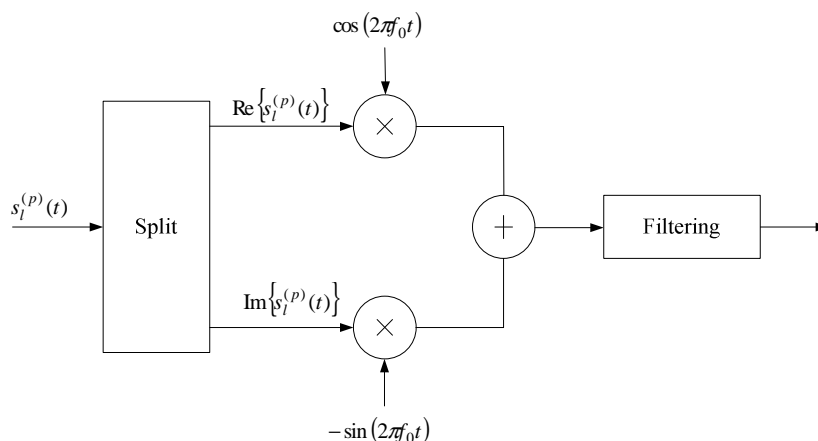 cos(2πf₀t)
Re{s_l^{(p)}(t)}
×
s_l^{(p)}(t)
Split
+
Filtering
Im{s_l^{(p)}(t)}
×
−sin(2πf₀t)